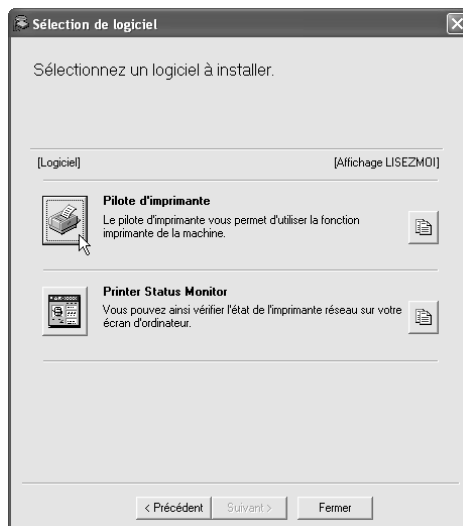 Sélection de logiciel
Sélectionnez un logiciel à installer.
[Logiciel] [Affichage LISEZMOI]
Pilote d'imprimante
Le pilote d'imprimante vous permet d'utiliser la fonction
imprimante de la machine.
Printer Status Monitor
Vous pouvez ainsi vérifier l'état de l'imprimante réseau sur votre
écran d'ordinateur.
< Précédent Suivant > Fermer